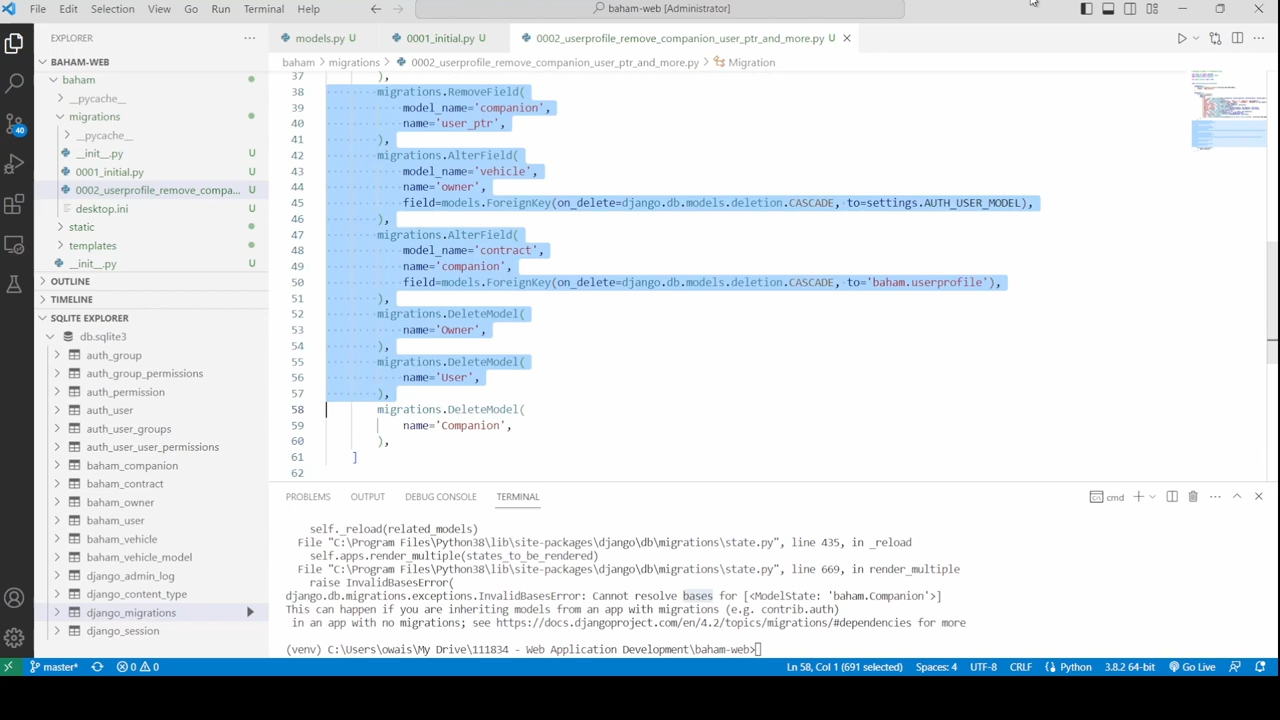 File Edit Selection View Go Run Terminal Help
baham-web [Administrator]
EXPLORER
models.py U
0001_initial.py U
0002_userprofile_remove_companion_user_ptr_and_more.py U
BAHAM-WEB
baham > migrations > 0002_userprofile_remove_companion_user_ptr_and_more.py > Migration
baham
__pycache__
migrations
__pycache__
__init__.py U
0001_initial.py U
0002_userprofile_remove_compa... U
desktop.ini U
static
templates
__init__.py U
OUTLINE
TIMELINE
SQLITE EXPLORER
db.sqlite3
auth_group
auth_group_permissions
auth_permission
auth_user
auth_user_groups
auth_user_user_permissions
baham_companion
baham_contract
baham_owner
baham_user
baham_vehicle
baham_vehicle_model
django_admin_log
django_content_type
django_migrations
django_session
40
37 ),
38 migrations.RemoveField(
39 model_name='companion',
40 name='user_ptr',
41 ),
42 migrations.AlterField(
43 model_name='vehicle',
44 name='owner',
45 field=models.ForeignKey(on_delete=django.db.models.deletion.CASCADE, to=settings.AUTH_USER_MODEL),
46 ),
47 migrations.AlterField(
48 model_name='contract',
49 name='companion',
50 field=models.ForeignKey(on_delete=django.db.models.deletion.CASCADE, to='baham.userprofile'),
51 ),
52 migrations.DeleteModel(
53 name='Owner',
54 ),
55 migrations.DeleteModel(
56 name='User',
57 ),
58 migrations.DeleteModel(
59 name='Companion',
60 ),
61 ]
62
PROBLEMS OUTPUT DEBUG CONSOLE TERMINAL
cmd
self._reload(related_models)
File "C:\Program Files\Python38\lib\site-packages\django\db\migrations\state.py", line 435, in _reload
self.apps.render_multiple(states_to_be_rendered)
File "C:\Program Files\Python38\lib\site-packages\django\db\migrations\state.py", line 669, in render_multiple
raise InvalidBasesError(
django.db.migrations.exceptions.InvalidBasesError: Cannot resolve bases for [<ModelState: 'baham.Companion'>]
This can happen if you are inheriting models from an app with migrations (e.g. contrib.auth)
in an app with no migrations; see https://docs.djangoproject.com/en/4.2/topics/migrations/#dependencies for more
(venv) C:\Users\owais\My Drive\111834 - Web Application Development\baham-web>
master* 0 0 Ln 58, Col 1 (691 selected) Spaces: 4 UTF-8 CRLF Python 3.8.2 64-bit Go Live